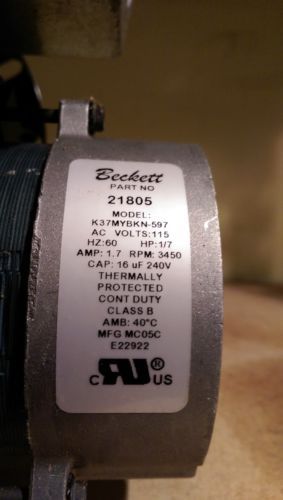 Beckett
PART NO
21805
MODEL:
K37MYBKN-597
AC VOLTS:115
HZ:60 HP:1/7
AMP: 1.7 RPM: 3450
CAP: 16 uF 240V
THERMALLY
PROTECTED
CONT DUTY
CLASS B
AMB: 40°C
MFG MC05C
E22922
C RU ® US